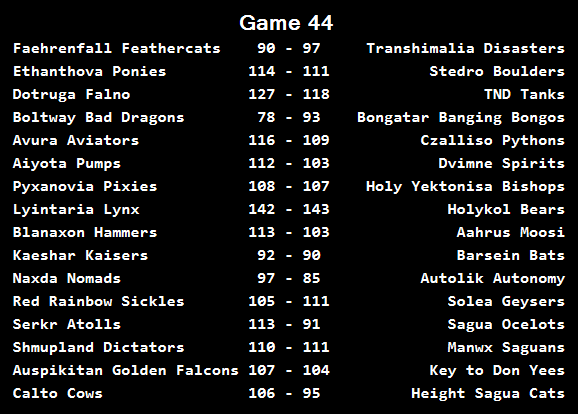 Game 44
Faehrenfall Feathercats 90 - 97 Transhimalia Disasters
Ethanthova Ponies 114 - 111 Stedro Boulders
Dotruga Falno 127 - 118 TND Tanks
Boltway Bad Dragons 78 - 93 Bongatar Banging Bongos
Avura Aviators 116 - 109 Czalliso Pythons
Aiyota Pumps 112 - 103 Dvimne Spirits
Pyxanovia Pixies 108 - 107 Holy Yektonisa Bishops
Lyintaria Lynx 142 - 143 Holykol Bears
Blanaxon Hammers 113 - 103 Aahrus Moosi
Kaeshar Kaisers 92 - 90 Barsein Bats
Naxda Nomads 97 - 85 Autolik Autonomy
Red Rainbow Sickles 105 - 111 Solea Geysers
Serkr Atolls 113 - 91 Sagua Ocelots
Shmupland Dictators 110 - 111 Manwx Saguans
Auspikitan Golden Falcons 107 - 104 Key to Don Yees
Calto Cows 106 - 95 Height Sagua Cats